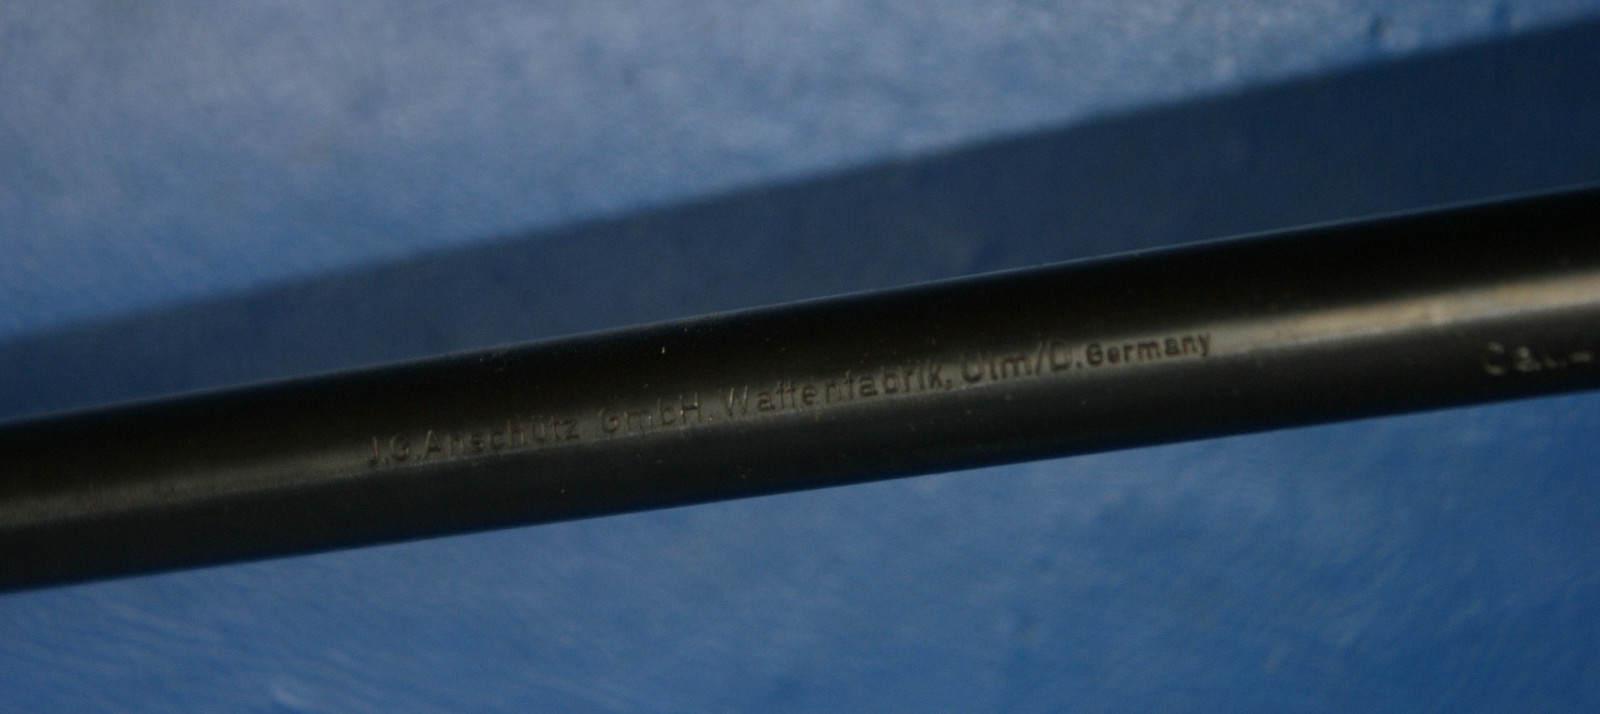 J.G.Anschütz GmbH.Waffenfabrik, Ulm/D.Germany